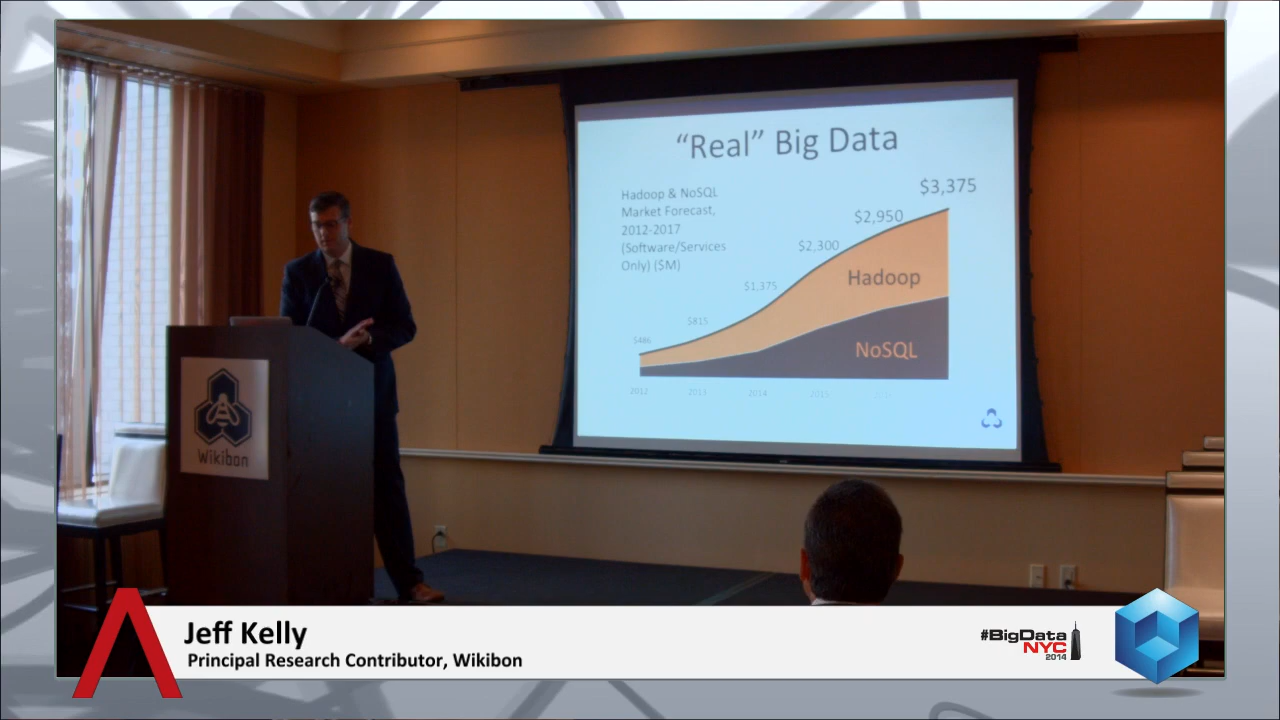 "Real" Big Data
Hadoop & NoSQL
Market Forecast,
2012-2017
(Software/Services
Only) ($M)
$3,375
$2,950
$2,300
$1,375
$815
$486
Hadoop
NoSQL
2012
2013
2014
2015
2016
Wikibon
Jeff Kelly
Principal Research Contributor, Wikibon
#BigData
NYC
2014